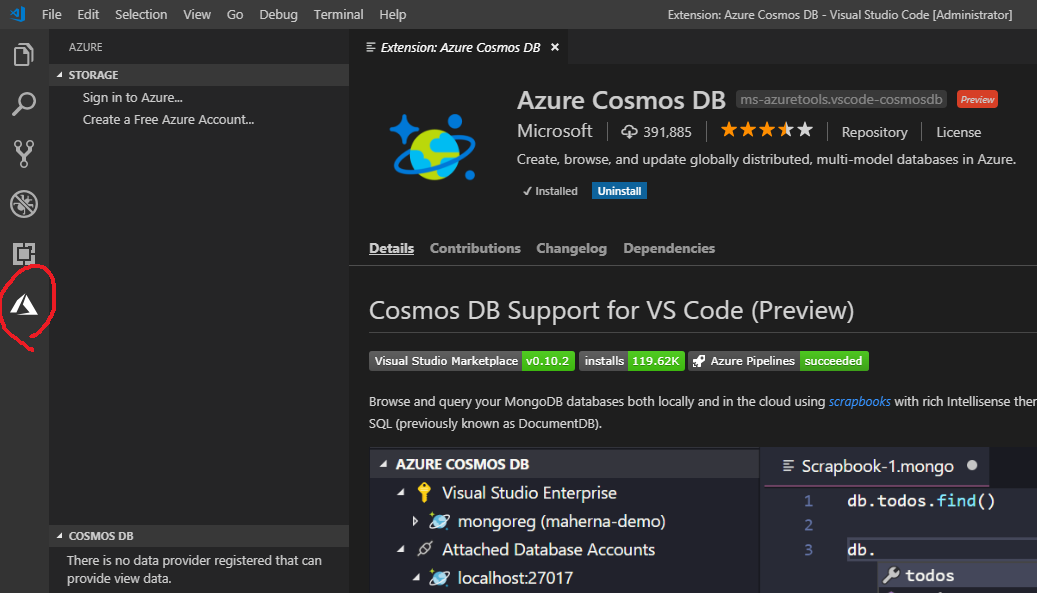 File Edit Selection View Go Debug Terminal Help
Extension: Azure Cosmos DB - Visual Studio Code [Administrator]
AZURE
STORAGE
Sign in to Azure...
Create a Free Azure Account...
COSMOS DB
There is no data provider registered that can
provide view data.
Extension: Azure Cosmos DB
Azure Cosmos DB ms-azuretools.vscode-cosmosdb Preview
Microsoft 391,885 Repository License
Create, browse, and update globally distributed, multi-model databases in Azure.
✓ Installed Uninstall
Details Contributions Changelog Dependencies
Cosmos DB Support for VS Code (Preview)
Visual Studio Marketplace v0.10.2 installs 119.62K Azure Pipelines succeeded
Browse and query your MongoDB databases both locally and in the cloud using scrapbooks with rich Intellisense ther
SQL (previously known as DocumentDB).
AZURE COSMOS DB
Visual Studio Enterprise
mongoreg (maherna-demo)
Attached Database Accounts
localhost:27017
Scrapbook-1.mongo
1 db.todos.find()
2
3 db.
todos